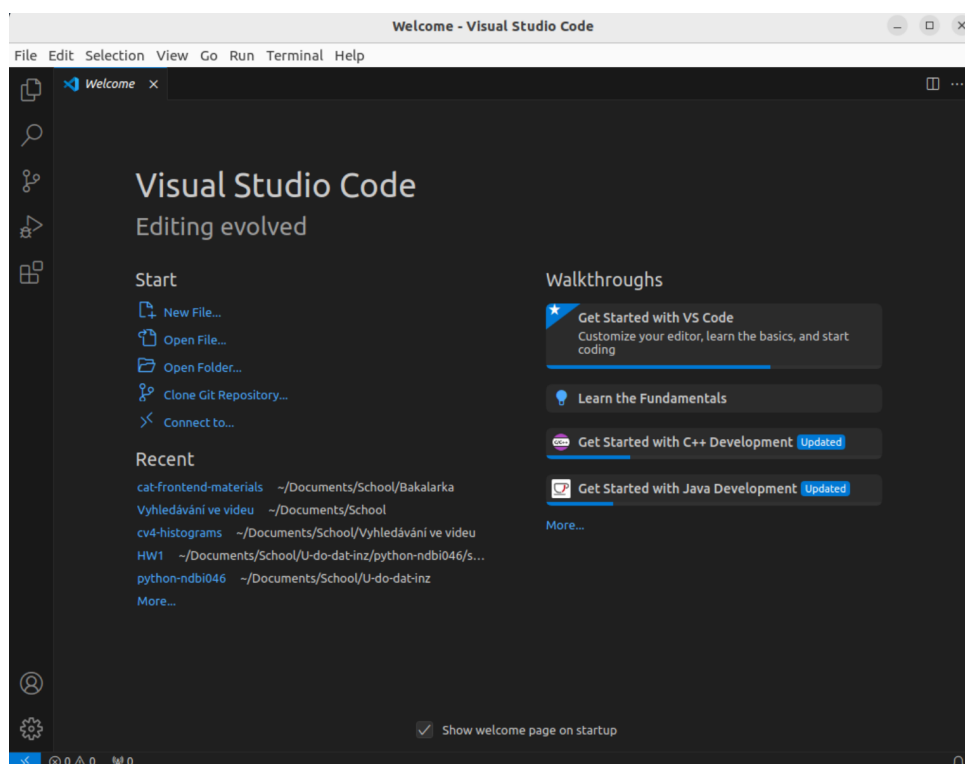 Welcome - Visual Studio Code
File Edit Selection View Go Run Terminal Help
Welcome
Visual Studio Code
Editing evolved
Start
New File...
Open File...
Open Folder...
Clone Git Repository...
Connect to...
Recent
cat-frontend-materials ~/Documents/School/Bakalarka
Vyhledávání ve videu ~/Documents/School
cv4-histograms ~/Documents/School/Vyhledávání ve videu
HW1 ~/Documents/School/U-do-dat-inz/python-ndbi046/s...
python-ndbi046 ~/Documents/School/U-do-dat-inz
More...
Walkthroughs
Get Started with VS Code
Customize your editor, learn the basics, and start
coding
Learn the Fundamentals
C/C++
Get Started with C++ Development Updated
Get Started with Java Development Updated
More...
Show welcome page on startup
0 0 0